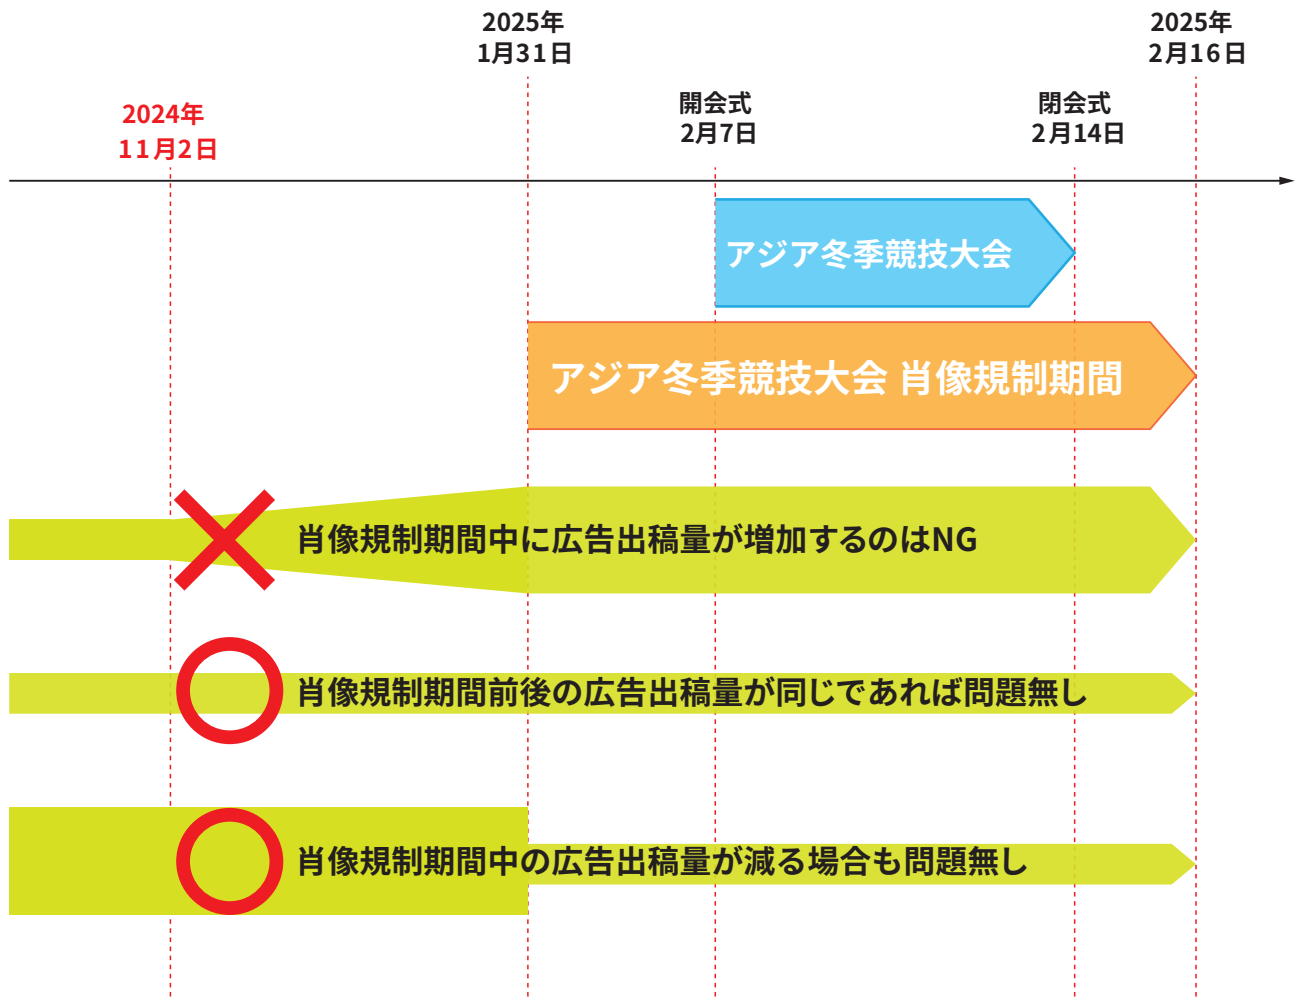 2025年
1月31日
2025年
2月16日
2024年
11月2日
開会式
2月7日
閉会式
2月14日
アジア冬季競技大会
アジア冬季競技大会 肖像規制期間
肖像規制期間中に広告出稿量が増加するのはNG
肖像規制期間前後の広告出稿量が同じであれば問題無し
肖像規制期間中の広告出稿量が減る場合も問題無し